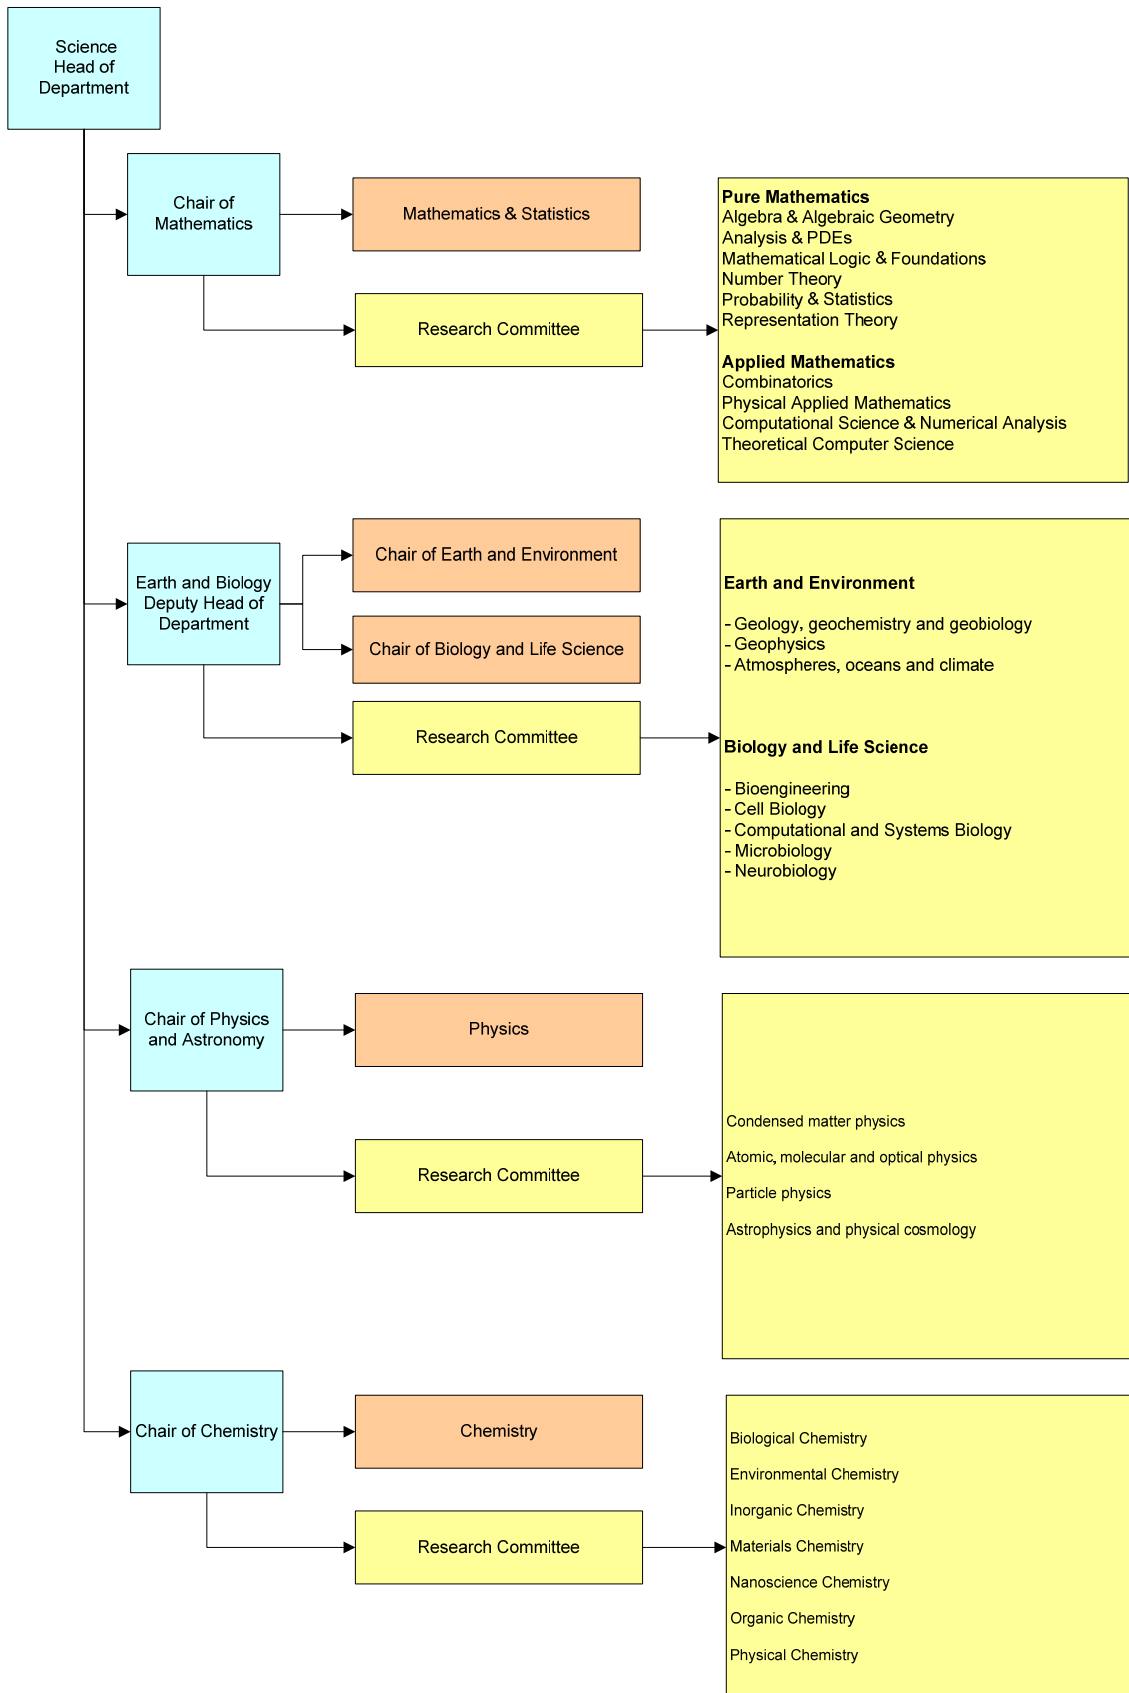 Science
Head of
Department
Chair of
Mathematics
Mathematics & Statistics
Research Committee
Pure Mathematics
Algebra & Algebraic Geometry
Analysis & PDEs
Mathematical Logic & Foundations
Number Theory
Probability & Statistics
Representation Theory
Applied Mathematics
Combinatorics
Physical Applied Mathematics
Computational Science & Numerical Analysis
Theoretical Computer Science
Earth and Biology
Deputy Head of
Department
Chair of Earth and Environment
Chair of Biology and Life Science
Research Committee
Earth and Environment
- Geology, geochemistry and geobiology
- Geophysics
- Atmospheres, oceans and climate
Biology and Life Science
- Bioengineering
- Cell Biology
- Computational and Systems Biology
- Microbiology
- Neurobiology
Chair of Physics
and Astronomy
Physics
Research Committee
Condensed matter physics
Atomic, molecular and optical physics
Particle physics
Astrophysics and physical cosmology
Chair of Chemistry
Chemistry
Research Committee
Biological Chemistry
Environmental Chemistry
Inorganic Chemistry
Materials Chemistry
Nanoscience Chemistry
Organic Chemistry
Physical Chemistry